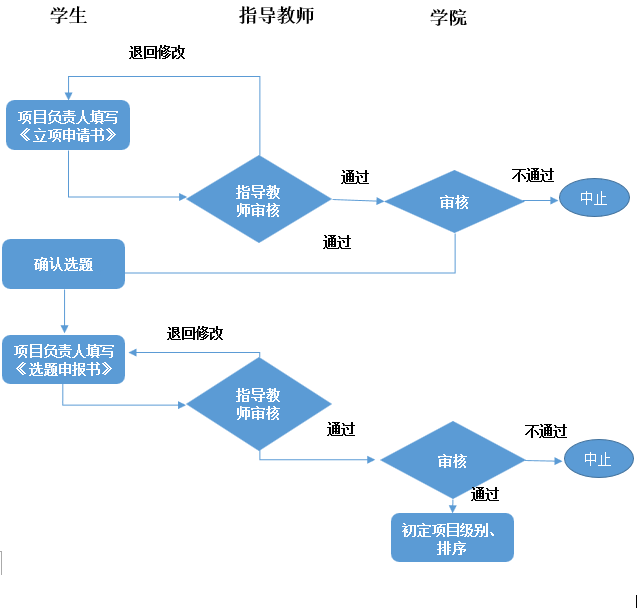 学生
指导教师
学院
退回修改
项目负责人填写
《立项申请书》
指导教
师审核
通过
审核
不通过
中止
通过
确认选题
项目负责人填写
《选题申报书》
退回修改
指导教
师审核
通过
审核
不通过
中止
通过
初定项目级别、
排序